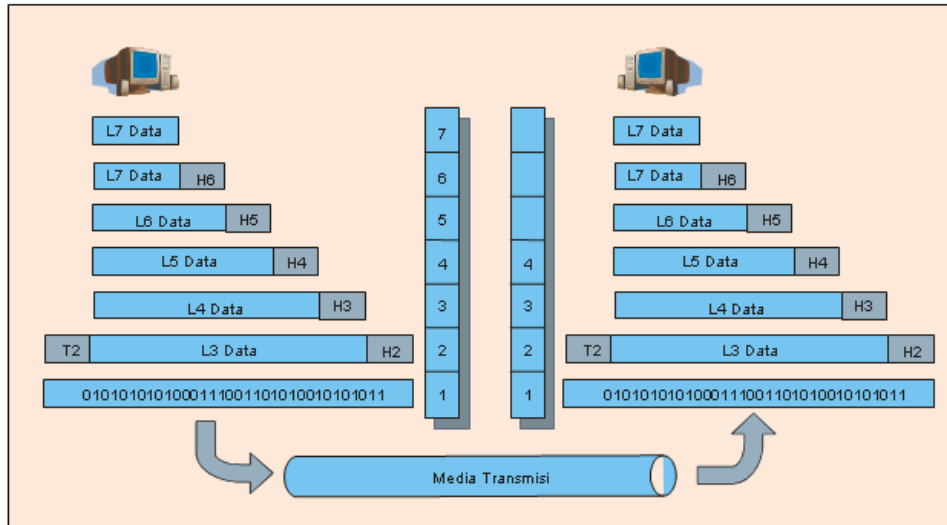 L7 Data 7 L7 Data
L7 Data H6 6 L7 Data H6
L6 Data H5 5 L6 Data H5
L5 Data H4 4 4 L5 Data H4
L4 Data H3 3 3 L4 Data H3
T2 L3 Data H2 2 2 T2 L3 Data H2
010101010100011100110101001010101011 1 1 010101010100011100110101001010101011
Media Transmisi